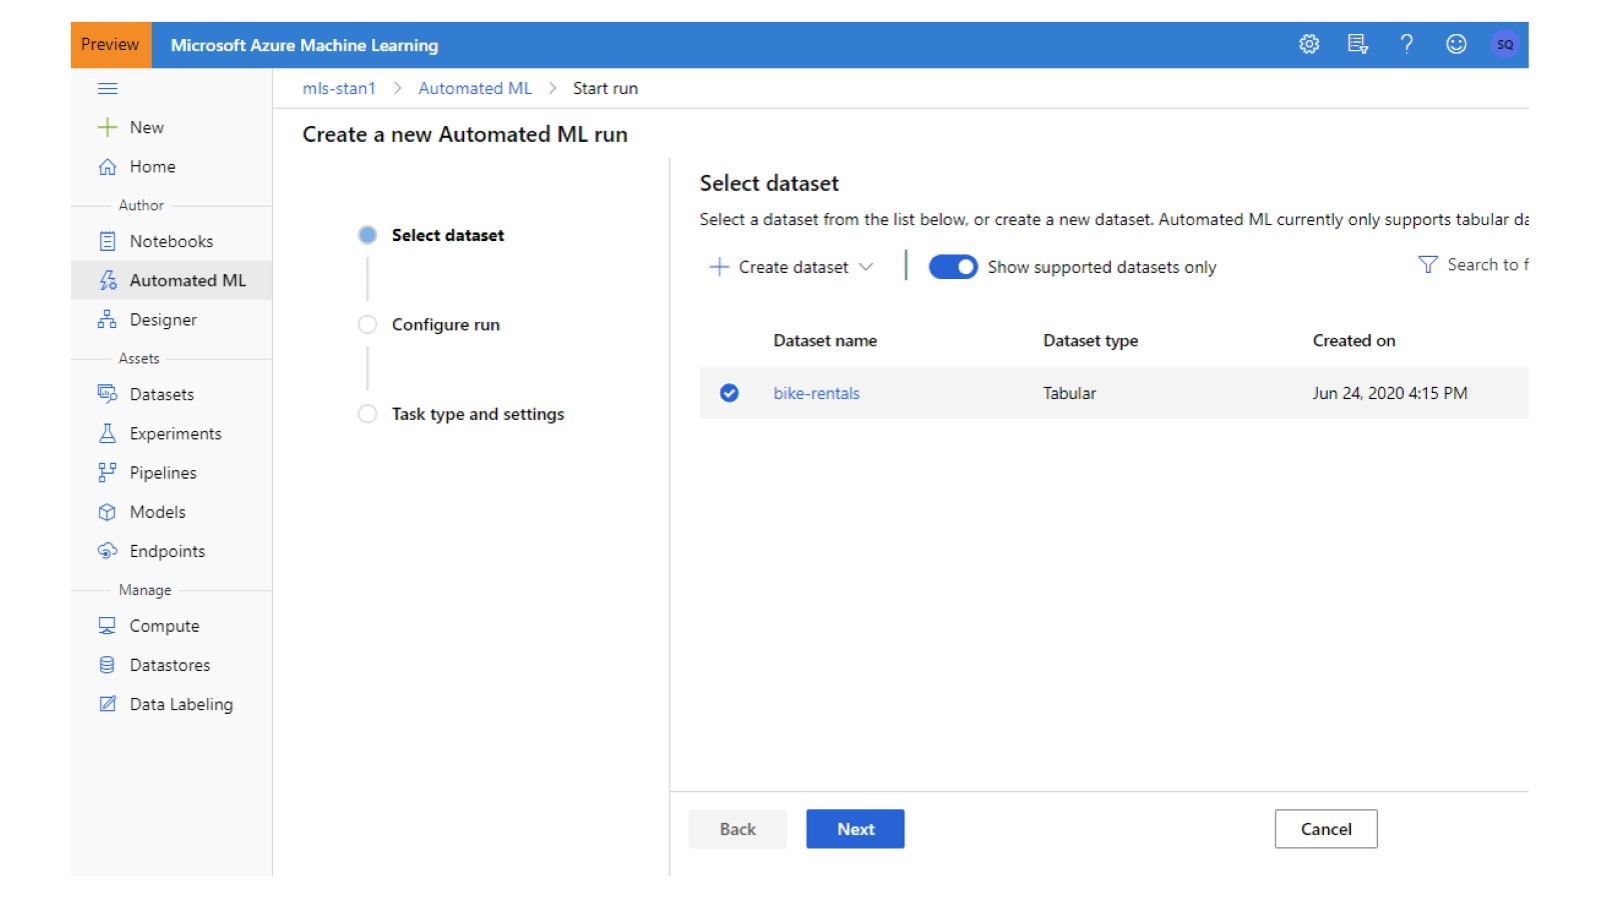 Preview
Microsoft Azure Machine Learning
SQ
mls-stan1 > Automated ML > Start run
New
Home
Author
Notebooks
Automated ML
Designer
Assets
Datasets
Experiments
Pipelines
Models
Endpoints
Manage
Compute
Datastores
Data Labeling
Create a new Automated ML run
Select dataset
Configure run
Task type and settings
Select dataset
Select a dataset from the list below, or create a new dataset. Automated ML currently only supports tabular da
Create dataset
Show supported datasets only
Search to f
Dataset name Dataset type Created on
bike-rentals Tabular Jun 24, 2020 4:15 PM
Back Next Cancel